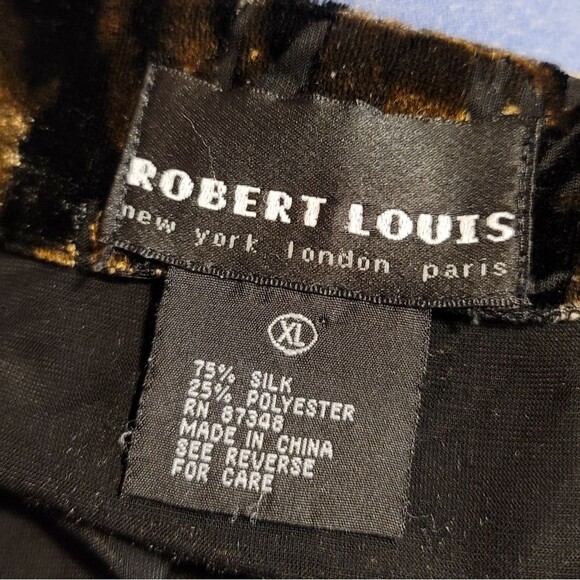 ROBERT LOUIS
new york london paris
XL
75% SILK
25% POLYESTER
RN 87308
MADE IN CHINA
SEE REVERSE
FOR CARE